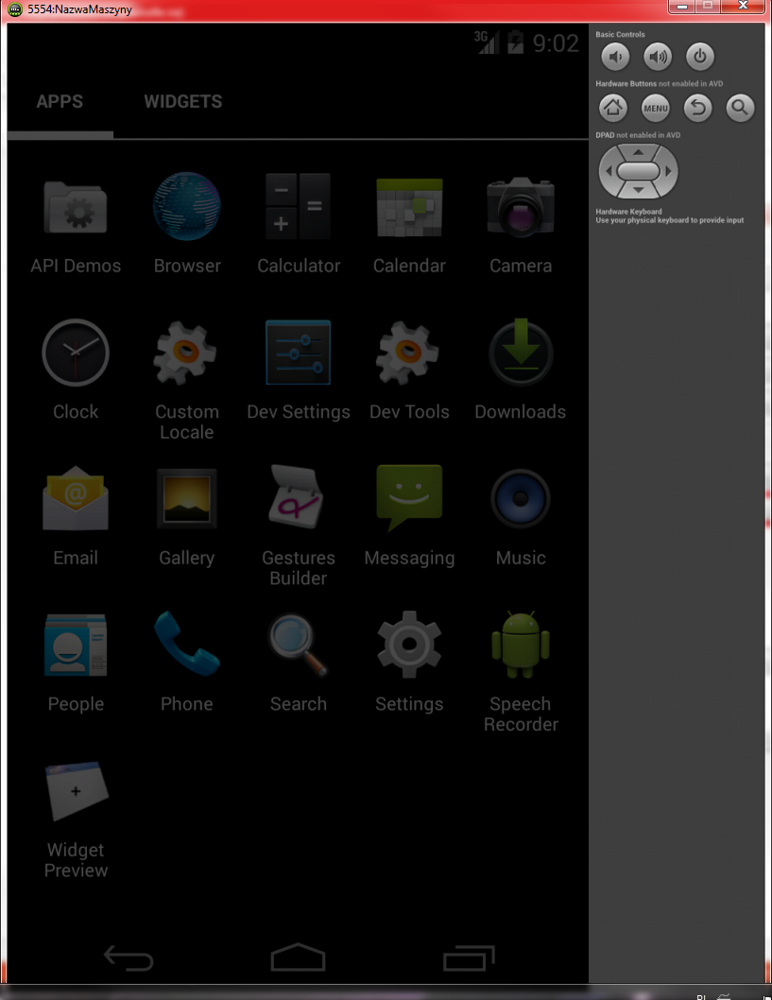 5554:NazwaMaszyny
3G 9:02
APPS WIDGETS
API Demos Browser Calculator Calendar Camera
Clock Custom Locale Dev Settings Dev Tools Downloads
Email Gallery Gestures Builder Messaging Music
People Phone Search Settings Speech Recorder
Widget Preview
Basic Controls
Hardware Buttons not enabled in AVD
MENU
DPAD not enabled in AVD
Hardware Keyboard
Use your physical keyboard to provide input